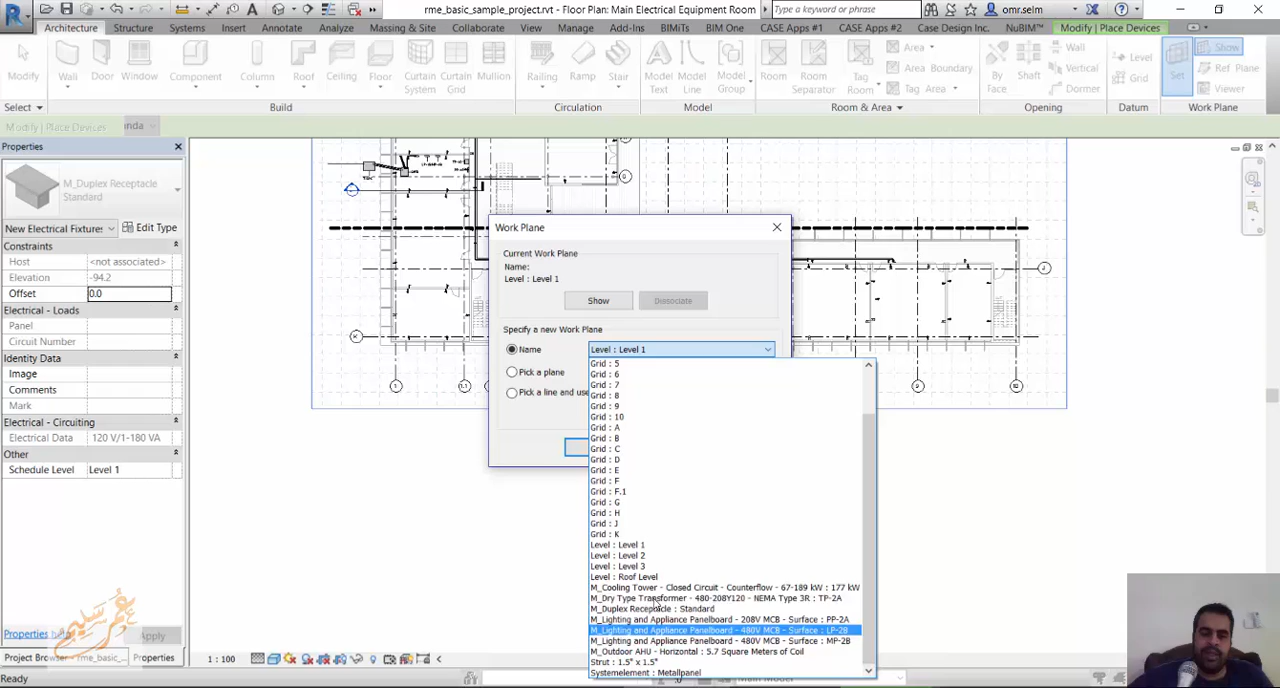 rme_basic_sample_project.rvt - Floor Plan: Main Electrical Equipment Room
Type a keyword or phrase
omr.selm
Architecture Structure Systems Insert Annotate Analyze Massing & Site Collaborate View Manage Add-Ins BIMiTs BIM One CASE Apps #1 CASE Apps #2 Case Design Inc. NuBIM™ Modify | Place Devices
Modify Wall Door Window Component Column Roof Ceiling Floor Curtain System Curtain Grid Mullion Railing Ramp Stair Model Text Model Line Model Group Room Room Separator Tag Room
Area
Area Boundary
Tag Area
By Face Shaft
Wall
Vertical
Dormer
Level
Grid
Set
Show
Ref Plane
Viewer
Select Build Circulation Model Room & Area Opening Datum Work Plane
Modify | Place Devices
Properties
M_Duplex Receptacle
Standard
New Electrical Fixture Edit Type
Constraints
Host <not associated>
Elevation -94.2
Offset 0.0
Electrical - Loads
Panel
Circuit Number
Identity Data
Image
Comments
Mark
Electrical - Circuiting
Electrical Data 120 V/1-180 VA
Other
Schedule Level Level 1
Apply
Project Browser - rme_basic_... Properties
1 : 100
Ready
Work Plane
Current Work Plane
Name:
Level : Level 1
Show Dissociate
Specify a new Work Plane
Name Level : Level 1
Pick a plane
Pick a line and use
Grid : 5
Grid : 6
Grid : 7
Grid : 8
Grid : 9
Grid : 10
Grid : A
Grid : B
Grid : C
Grid : D
Grid : E
Grid : F
Grid : F.1
Grid : G
Grid : H
Grid : J
Grid : K
Level : Level 1
Level : Level 2
Level : Level 3
Level : Roof Level
M_Cooling Tower - Closed Circuit - Counterflow - 67-189 kW : 177 kW
M_Dry Type Transformer - 480-208Y120 - NEMA Type 3R : TP-2A
M_Duplex Receptacle : Standard
M_Lighting and Appliance Panelboard - 208V MCB - Surface : PP-2A
M_Lighting and Appliance Panelboard - 480V MCB - Surface : LP-2B
M_Lighting and Appliance Panelboard - 480V MCB - Surface : MP-2B
M_Outdoor AHU - Horizontal : 5.7 Square Meters of Coil
Strut : 1.5" x 1.5"
Systemelement : Metallpanel